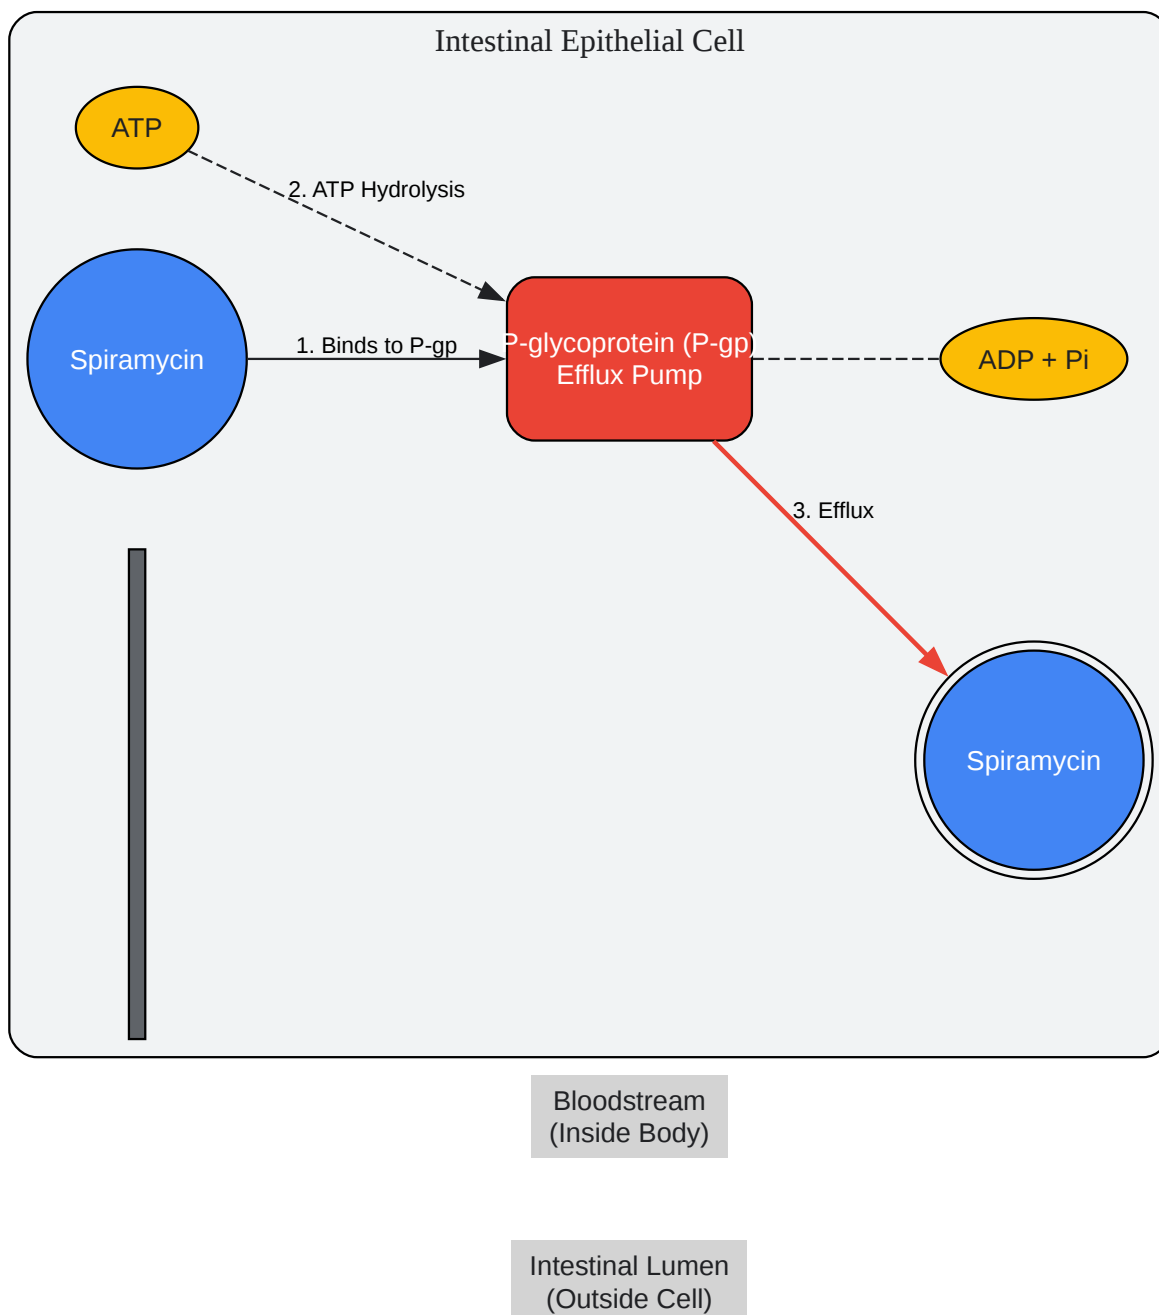 Intestinal Epithelial Cell
ATP
2. ATP Hydrolysis
Spiramycin
1. Binds to P-gp
P-glycoprotein (P-gp)
Efflux Pump
ADP + Pi
3. Efflux
Spiramycin
Bloodstream
(Inside Body)
Intestinal Lumen
(Outside Cell)